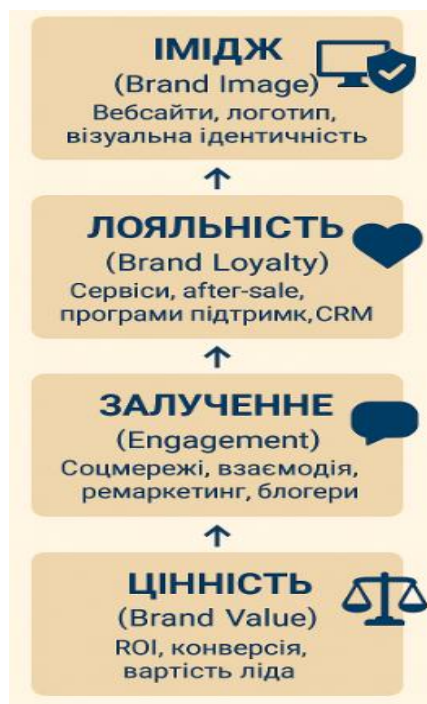 ІМІДЖ
(Brand Image)
Вебсайти, логотип,
візуальна ідентичність
↑
ЛОЯЛЬНІСТЬ
(Brand Loyalty)
Сервіси, after-sale,
програми підтримк, CRM
↑
ЗАЛУЧЕННЕ
(Engagement)
Соцмережі, взаємодія,
ремаркетинг, блогери
↑
ЦІННІСТЬ
(Brand Value)
ROI, конверсія,
вартість ліда